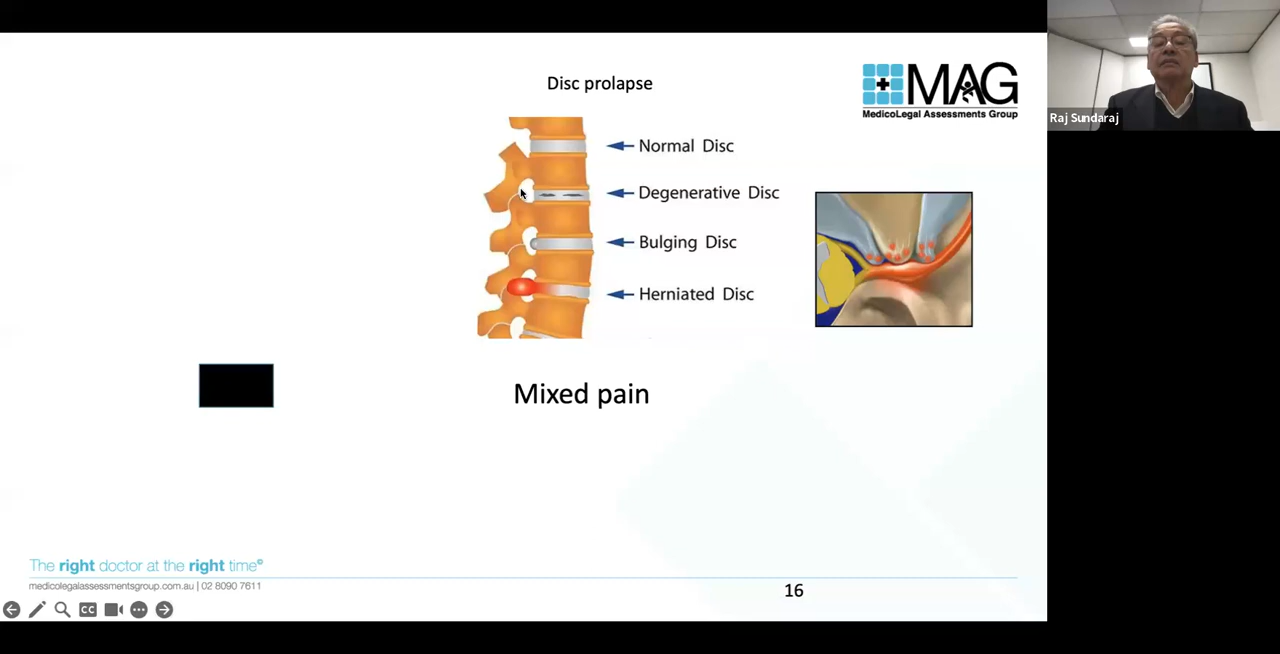 Disc prolapse
MAG
MedicoLegal Assessments Group
Raj Sundaraj
Normal Disc
Degenerative Disc
Bulging Disc
Herniated Disc
Mixed pain
The right doctor at the right time©
medicolegalassessmentsgroup.com.au | 02 8090 7611
16
CC